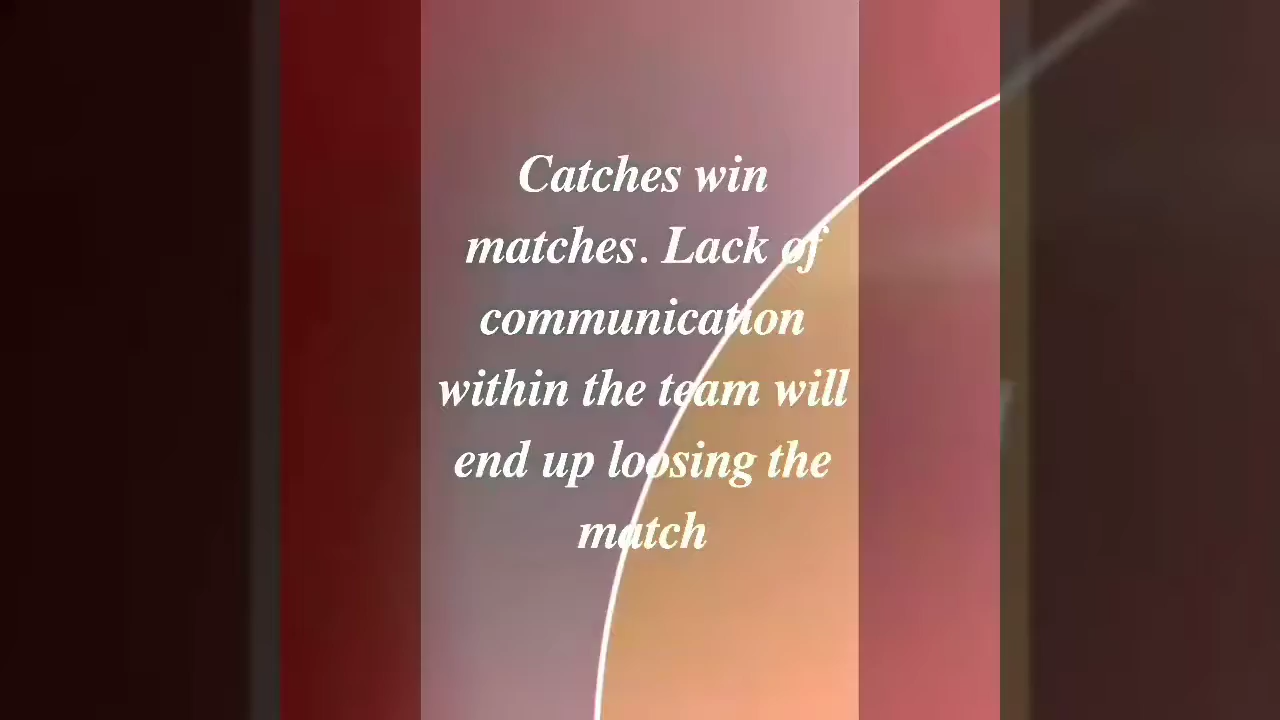 Catches win
matches. Lack of
communication
within the team will
end up loosing the
match